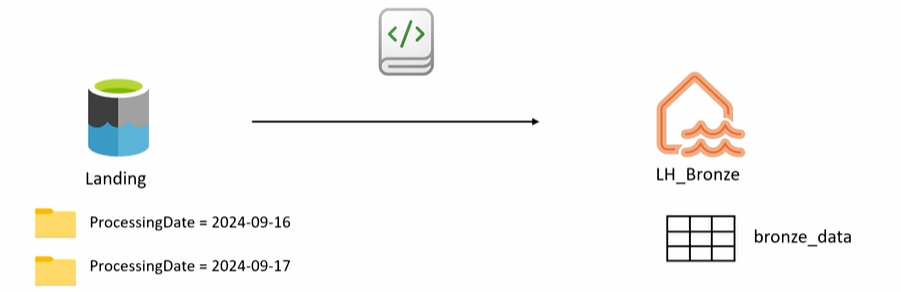 </>
Landing
LH_Bronze
ProcessingDate = 2024-09-16
bronze_data
ProcessingDate = 2024-09-17